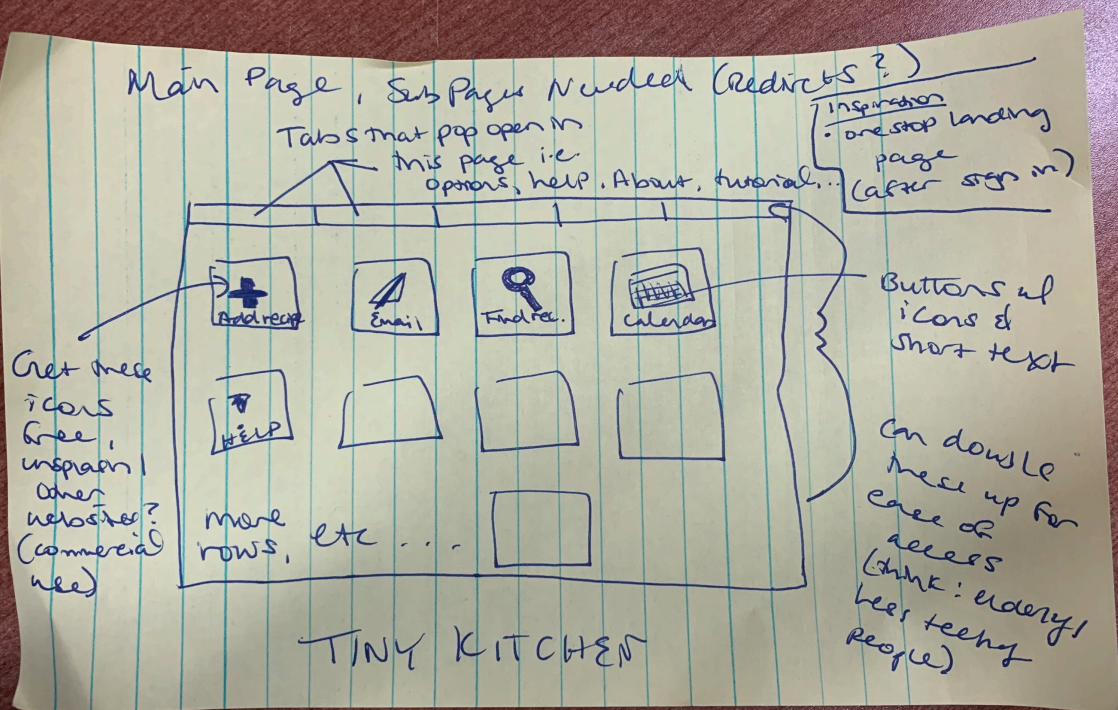 Main Page, Sub Pages Needed (Redirects?)
Inspiration
• one stop landing
page
(after sign in)
Tabs that pop open in
this page i.e.
options, help, About, tutorial...
Add recip
Email
Find rec.
Calendar
HELP
more
rows, etc ....
Get these
icons
free,
unsplash/
other
websites?
(commercial
use)
Buttons w/
icons &
short text
Can double
these up for
ease of
access
(think: elderly,
less techy
people)
TINY KITCHEN